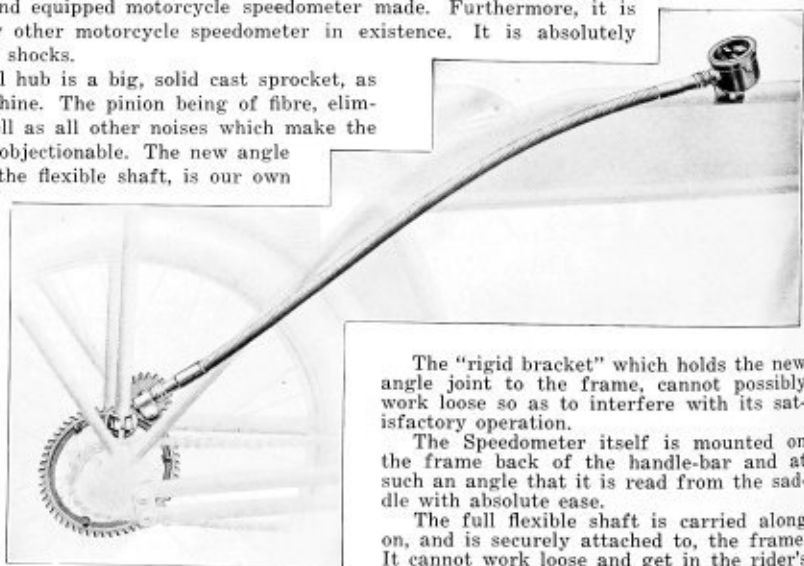 nd equipped motorcycle speedometer made. Furthermore, it is
other motorcycle speedometer in existence. It is absolutely
shocks.
l hub is a big, solid cast sprocket, as
hine. The pinion being of fibre, elim-
ll as all other noises which make the
objectionable. The new angle
the flexible shaft, is our own
The "rigid bracket" which holds the new
angle joint to the frame, cannot possibly
work loose so as to interfere with its sat-
isfactory operation.
The Speedometer itself is mounted on
the frame back of the handle-bar and at
such an angle that it is read from the sad-
dle with absolute ease.
The full flexible shaft is carried along
on, and is securely attached to, the frame.
It cannot work loose and get in the rider's